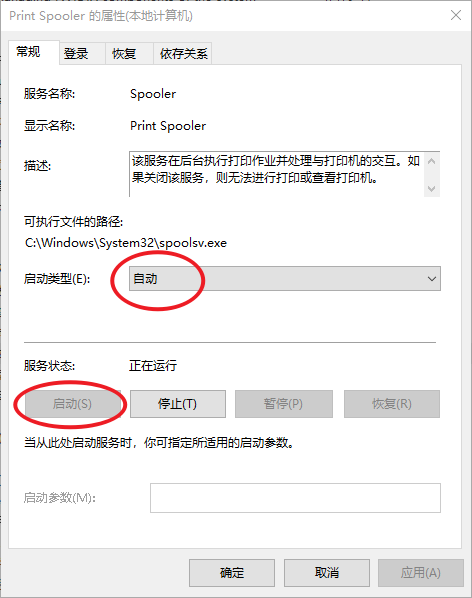 Print Spooler 的属性(本地计算机)
常规 登录 恢复 依存关系
服务名称: Spooler
显示名称: Print Spooler
描述: 该服务在后台执行打印作业并处理与打印机的交互。如
果关闭该服务，则无法进行打印或查看打印机。
可执行文件的路径:
C:\Windows\System32\spoolsv.exe
启动类型(E): 自动
服务状态: 正在运行
启动(S) 停止(T) 暂停(P) 恢复(R)
当从此处启动服务时，你可指定所适用的启动参数。
启动参数(M):
确定 取消 应用(A)